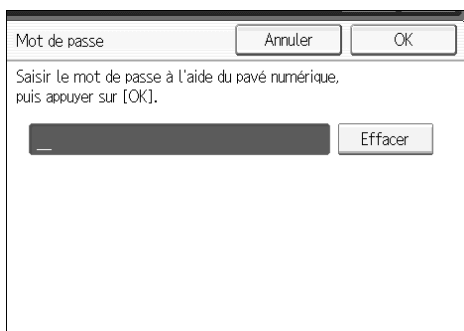 Mot de passe Annuler OK
Saisir le mot de passe à l'aide du pavé numérique,
puis appuyer sur [OK].
Effacer